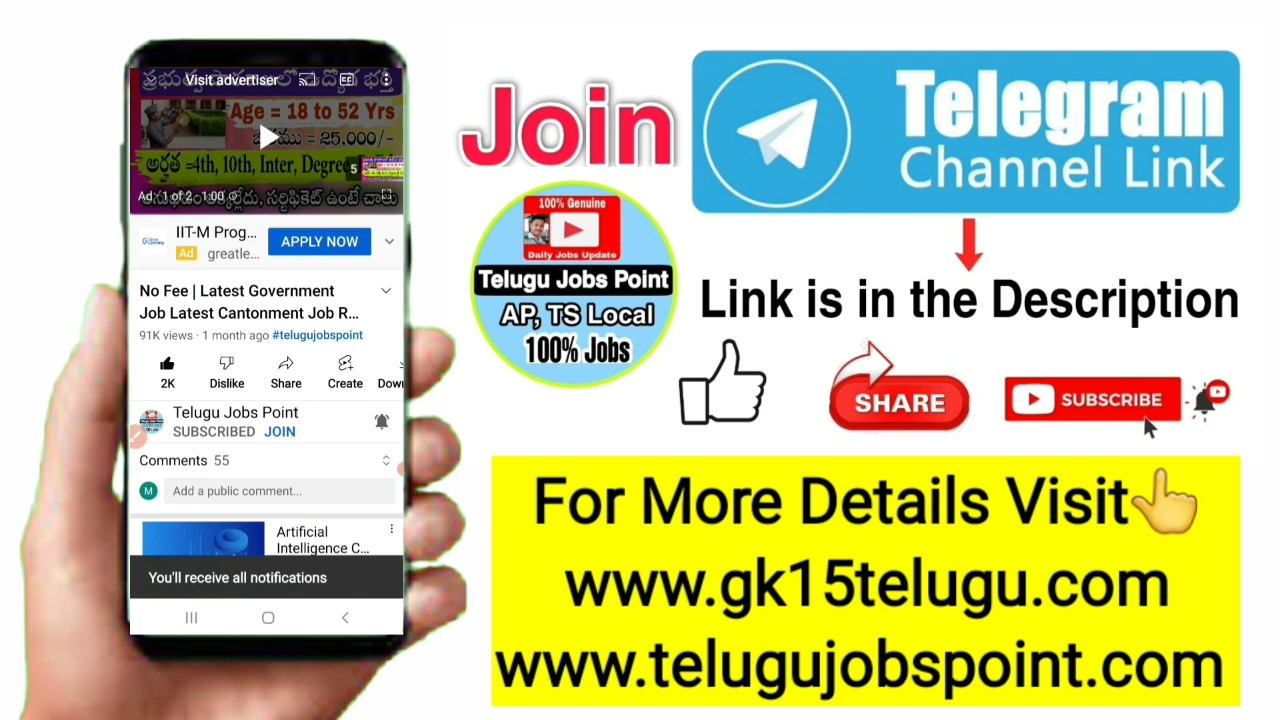 Visit advertiser
Age = 18 to 52 Yrs
= 25,000/-
అర్హత =4th, 10th, Inter, Degree
5
Ad · 1 of 2 · 1:00
సర్టిఫికెట్ ఉంటే చాలు
IIT-M Prog...
APPLY NOW
Ad greatle...
No Fee | Latest Government
Job Latest Cantonment Job R...
91K views · 1 month ago #telugujobspoint
2K Dislike Share Create
Telugu Jobs Point
SUBSCRIBED JOIN
Comments 55
M Add a public comment...
Artificial
Intelligence C...
You'll receive all notifications
Join
Telegram
Channel Link
100% Genuine
Daily Jobs Update
Telugu Jobs Point
AP, TS Local
100% Jobs
Link is in the Description
SHARE
SUBSCRIBE
For More Details Visit
www.gk15telugu.com
www.telugujobspoint.com